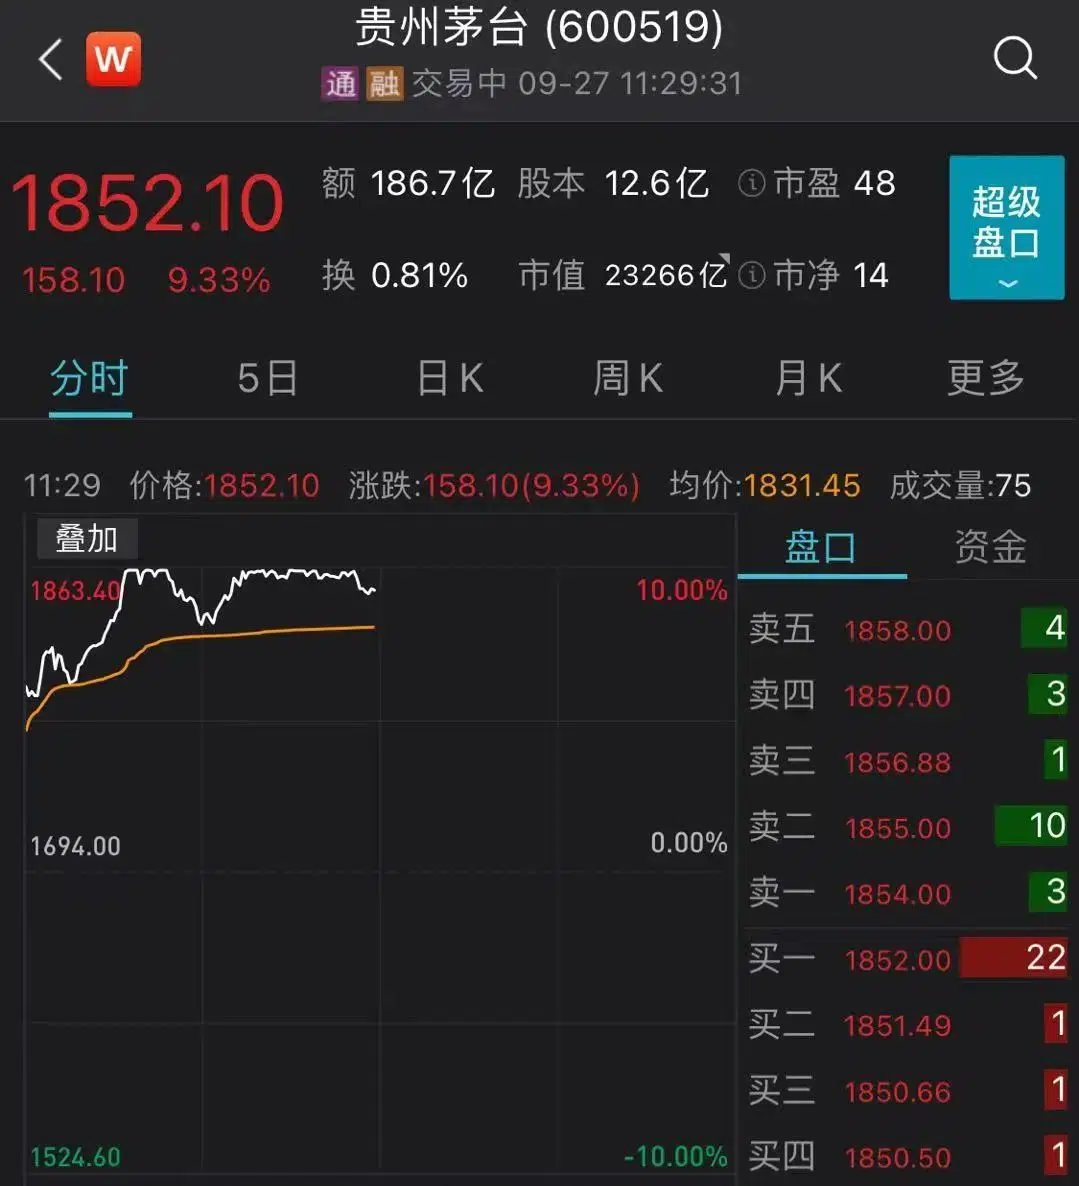 W
贵州茅台 (600519)
通 融 交易中 09-27 11:29:31
1852.10
158.10 9.33%
额 186.7亿 股本 12.6亿 市盈 48
换 0.81% 市值 23266亿 市净 14
超级
盘口
分时 5日 日K 周K 月K 更多
11:29 价格:1852.10 涨跌:158.10(9.33%) 均价:1831.45 成交量:75
叠加
1863.40 10.00%
1694.00 0.00%
1524.60 -10.00%
盘口 资金
卖五 1858.00 4
卖四 1857.00 3
卖三 1856.88 1
卖二 1855.00 10
卖一 1854.00 3
买一 1852.00 22
买二 1851.49 1
买三 1850.66 1
买四 1850.50 1